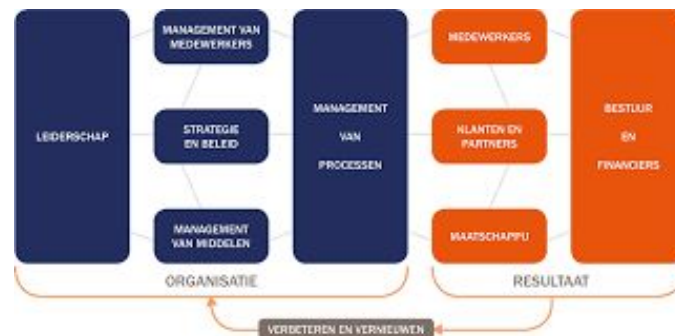 LEIDERSCHAP
MANAGEMENT VAN
MEDEWERKERS
STRATEGIE
EN BELEID
MANAGEMENT
VAN MIDDELEN
MANAGEMENT
VAN
PROCESSEN
MEDEWERKERS
KLANTEN EN
PARTNERS
MAATSCHAPPIJ
BESTUUR
EN
FINANCIERS
ORGANISATIE
RESULTAAT
VERBETEREN EN VERNIEUWEN